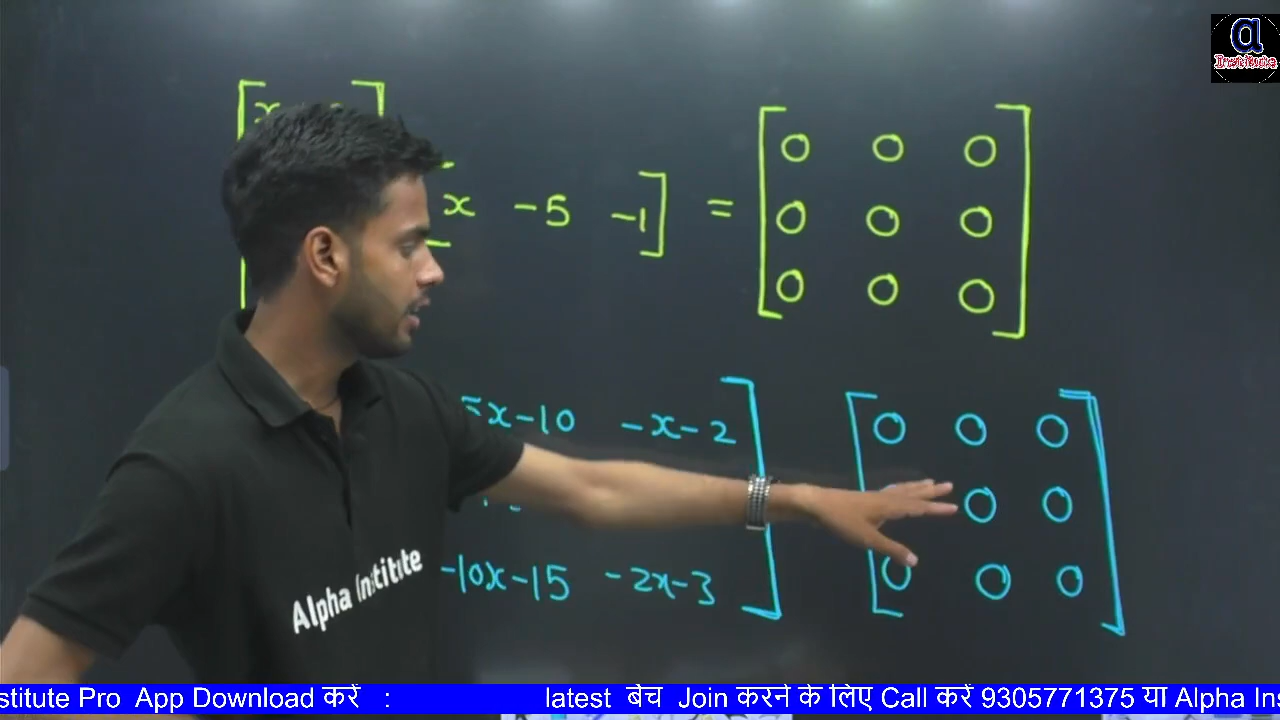 α
Institute
[x
0 0 0
x -5 -1] = 0 0 0
0 0 0
5x-10 -x-2] [0 0 0
0 0
-10x-15 -2x-3 0 0 0
Alpha Institute
stitute Pro App Download करें : latest बैच Join करने के लिए Call करें 9305771375 या Alpha Ins